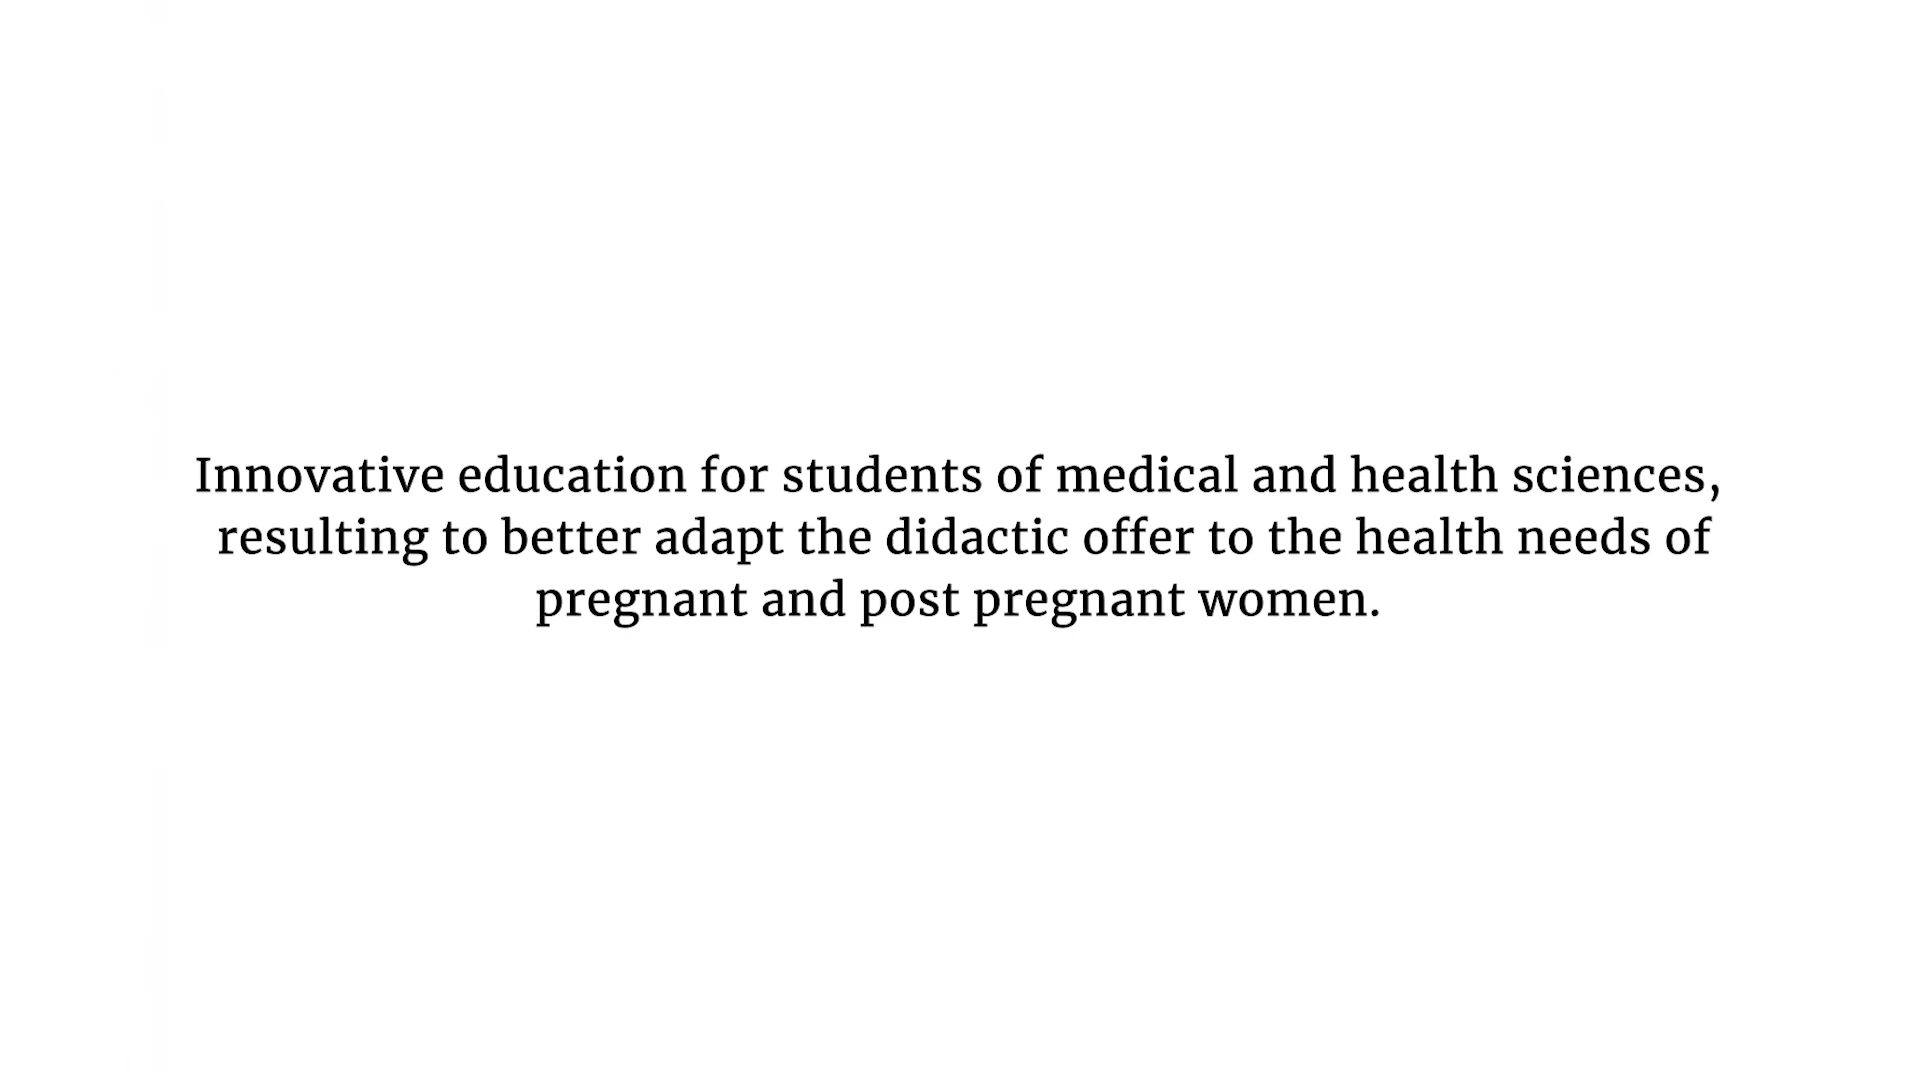 Innovative education for students of medical and health sciences,
resulting to better adapt the didactic offer to the health needs of
pregnant and post pregnant women.